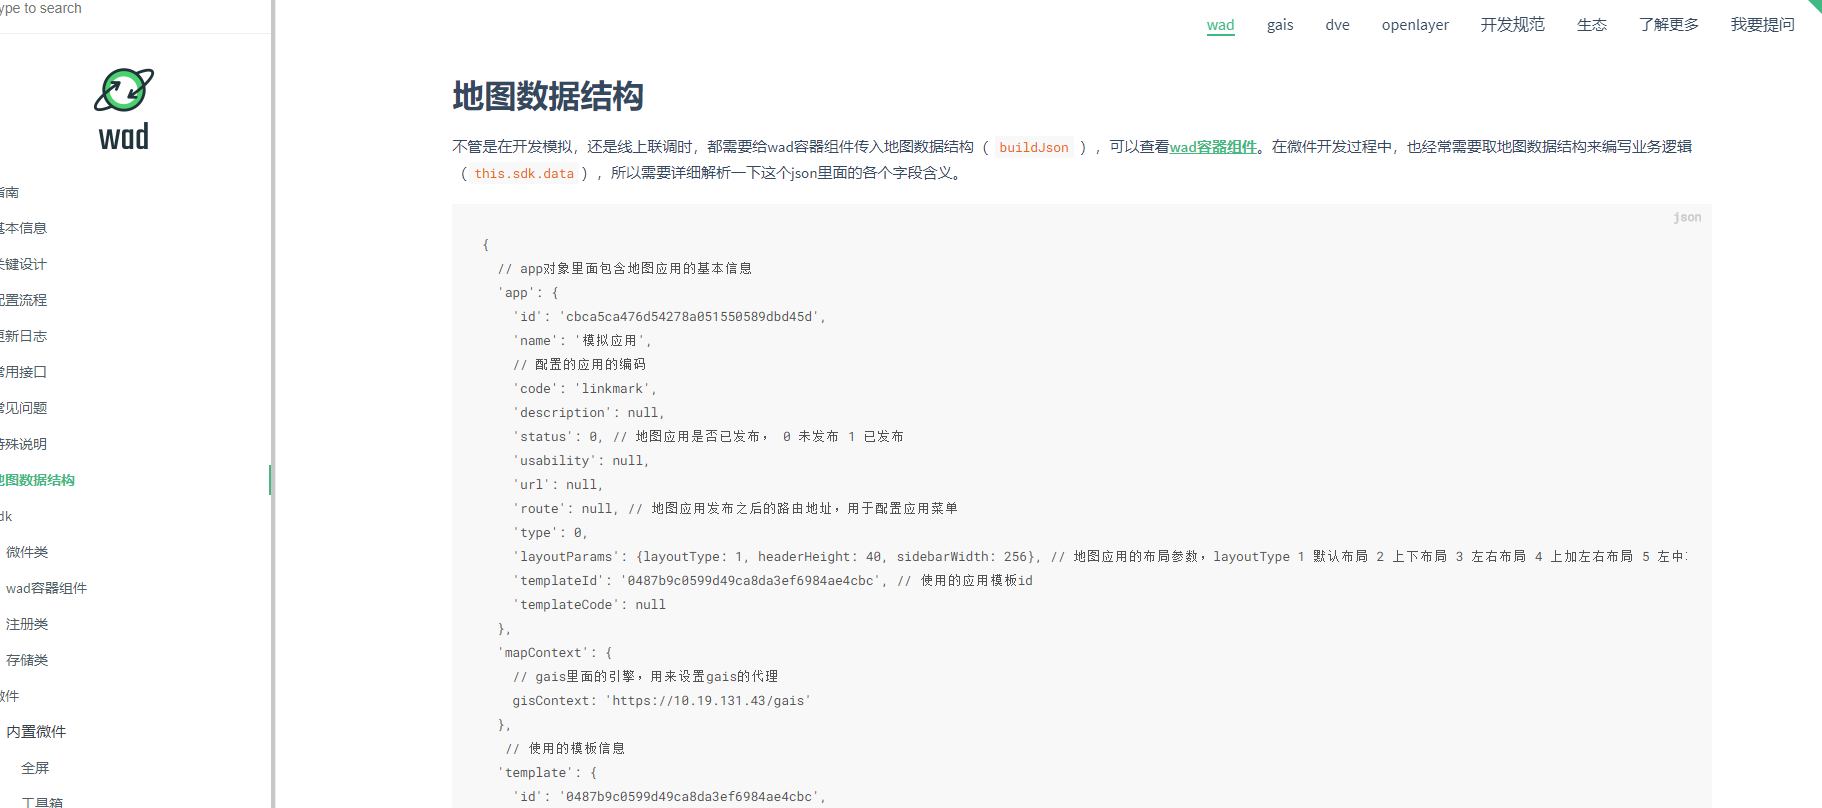 ype to search
wad
gais
dve
openlayer
开发规范
生态
了解更多
我要提问
wad
指南
基本信息
关键设计
配置流程
更新日志
常用接口
常见问题
特殊说明
地图数据结构
dk
微件类
wad容器组件
注册类
存储类
微件
内置微件
全屏
工具箱
地图数据结构
不管是在开发模拟，还是线上联调时，都需要给wad容器组件传入地图数据结构（ buildJson ），可以查看wad容器组件。在微件开发过程中，也经常需要取地图数据结构来编写业务逻辑
（ this.sdk.data ），所以需要详细解析一下这个json里面的各个字段含义。
json
{
// app对象里面包含地图应用的基本信息
'app': {
'id': 'cbca5ca476d54278a051550589dbd45d',
'name': '模拟应用',
// 配置的应用的编码
'code': 'linkmark',
'description': null,
'status': 0, // 地图应用是否已发布， 0 未发布 1 已发布
'usability': null,
'url': null,
'route': null, // 地图应用发布之后的路由地址，用于配置应用菜单
'type': 0,
'layoutParams': {layoutType: 1, headerHeight: 40, sidebarWidth: 256}, // 地图应用的布局参数，layoutType 1 默认布局 2 上下布局 3 左右布局 4 上加左右布局 5 左中
'templateId': '0487b9c0599d49ca8da3ef6984ae4cbc', // 使用的应用模板id
'templateCode': null
},
'mapContext': {
// gais里面的引擎，用来设置gais的代理
gisContext: 'https://10.19.131.43/gais'
},
// 使用的模板信息
'template': {
'id': '0487b9c0599d49ca8da3ef6984ae4cbc',